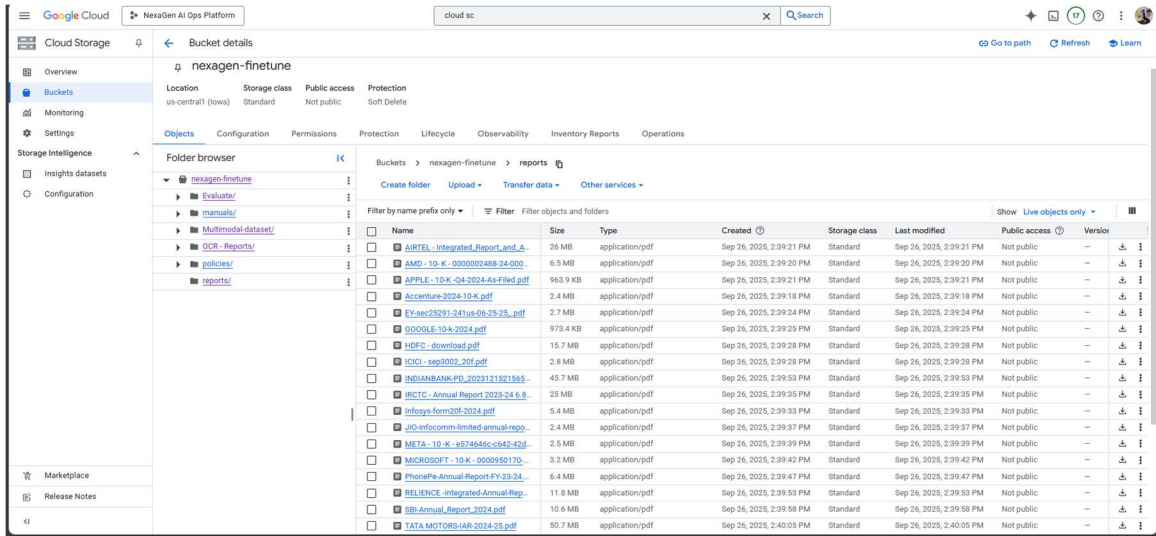 Google Cloud NexaGen AI Ops Platform cloud sc Search 17
Cloud Storage
Overview
Buckets
Monitoring
Settings
Storage Intelligence
Insights datasets
Configuration
Marketplace
Release Notes
Bucket details Go to path Refresh Learn
nexagen-finetune
Location Storage class Public access Protection
us-central1 (Iowa) Standard Not public Soft Delete
Objects Configuration Permissions Protection Lifecycle Observability Inventory Reports Operations
Folder browser
nexagen-finetune
Evaluate/
manuals/
Multimodal-dataset/
OCR - Reports/
policies/
reports/
Buckets > nexagen-finetune > reports
Create folder Upload Transfer data Other services
Filter by name prefix only Filter Filter objects and folders Show Live objects only
Name Size Type Created Storage class Last modified Public access Version
AIRTEL - Integrated_Report_and_A... 26 MB application/pdf Sep 26, 2025, 2:39:21 PM Standard Sep 26, 2025, 2:39:21 PM Not public —
AMD - 10- K - 0000002488-24-000... 6.5 MB application/pdf Sep 26, 2025, 2:39:20 PM Standard Sep 26, 2025, 2:39:20 PM Not public —
APPLE - 10-K -Q4-2024-As-Filed.pdf 963.9 KB application/pdf Sep 26, 2025, 2:39:21 PM Standard Sep 26, 2025, 2:39:21 PM Not public —
Accenture-2024-10-K.pdf 2.4 MB application/pdf Sep 26, 2025, 2:39:18 PM Standard Sep 26, 2025, 2:39:18 PM Not public —
EY-sec25291-241us-06-25-25_.pdf 2.7 MB application/pdf Sep 26, 2025, 2:39:24 PM Standard Sep 26, 2025, 2:39:24 PM Not public —
GOOGLE-10-k-2024.pdf 973.4 KB application/pdf Sep 26, 2025, 2:39:25 PM Standard Sep 26, 2025, 2:39:25 PM Not public —
HDFC - download.pdf 15.7 MB application/pdf Sep 26, 2025, 2:39:28 PM Standard Sep 26, 2025, 2:39:28 PM Not public —
ICICI - sep3002_20f.pdf 2.8 MB application/pdf Sep 26, 2025, 2:39:28 PM Standard Sep 26, 2025, 2:39:28 PM Not public —
INDIANBANK-PD_2023121521565... 45.7 MB application/pdf Sep 26, 2025, 2:39:53 PM Standard Sep 26, 2025, 2:39:53 PM Not public —
IRCTC - Annual Report 2023-24 6.8... 25 MB application/pdf Sep 26, 2025, 2:39:35 PM Standard Sep 26, 2025, 2:39:35 PM Not public —
Infosys-form20f-2024.pdf 5.4 MB application/pdf Sep 26, 2025, 2:39:33 PM Standard Sep 26, 2025, 2:39:33 PM Not public —
JIO-infocomm-limited-annual-repo... 2.4 MB application/pdf Sep 26, 2025, 2:39:37 PM Standard Sep 26, 2025, 2:39:37 PM Not public —
META - 10 -K - e574646c-c642-42d... 2.5 MB application/pdf Sep 26, 2025, 2:39:39 PM Standard Sep 26, 2025, 2:39:39 PM Not public —
MICROSOFT - 10-K - 0000950170-... 3.2 MB application/pdf Sep 26, 2025, 2:39:42 PM Standard Sep 26, 2025, 2:39:42 PM Not public —
PhonePe-Annual-Report-FY-23-24... 6.4 MB application/pdf Sep 26, 2025, 2:39:47 PM Standard Sep 26, 2025, 2:39:47 PM Not public —
RELIENCE -Integrated-Annual-Rep... 11.8 MB application/pdf Sep 26, 2025, 2:39:53 PM Standard Sep 26, 2025, 2:39:53 PM Not public —
SBI-Annual_Report_2024.pdf 10.6 MB application/pdf Sep 26, 2025, 2:39:58 PM Standard Sep 26, 2025, 2:39:58 PM Not public —
TATA MOTORS-IAR-2024-25.pdf 50.7 MB application/pdf Sep 26, 2025, 2:40:05 PM Standard Sep 26, 2025, 2:40:05 PM Not public —